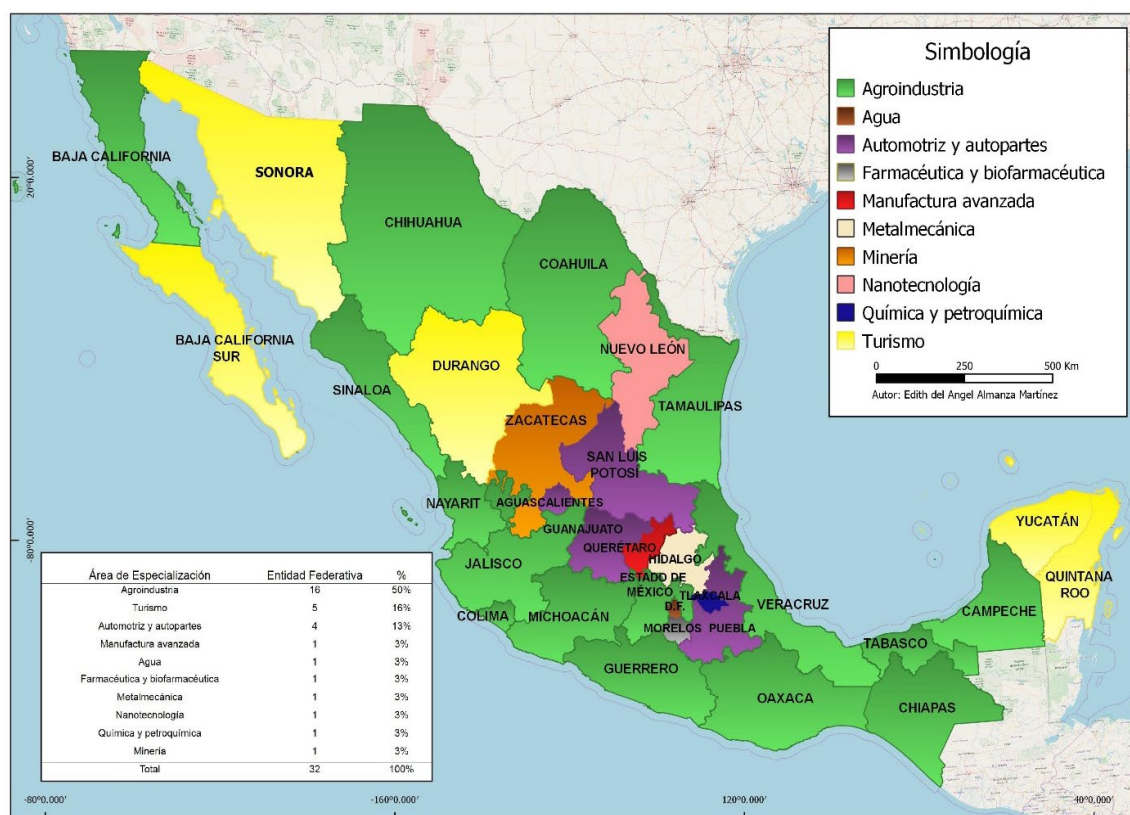 Simbología
Agroindustria
Agua
Automotriz y autopartes
Farmacéutica y biofarmacéutica
Manufactura avanzada
Metalmecánica
Minería
Nanotecnología
Química y petroquímica
Turismo
0 250 500 Km
Autor: Edith del Angel Almanza Martínez
BAJA CALIFORNIA
SONORA
CHIHUAHUA
COAHUILA
BAJA CALIFORNIA
SUR
SINALOA
DURANGO
NUEVO LEÓN
TAMAULIPAS
ZACATECAS
SAN LUIS
POTOSÍ
NAYARIT
AGUASCALIENTES
GUANAJUATO
QUERÉTARO
HIDALGO
JALISCO
ESTADO DE
MÉXICO
TLAXCALA
D.F.
VERACRUZ
COLIMA
MICHOACÁN
MORELOS
PUEBLA
GUERRERO
OAXACA
TABASCO
CHIAPAS
CAMPECHE
YUCATÁN
QUINTANA
ROO
Área de Especialización Entidad Federativa %
Agroindustria 16 50%
Turismo 5 16%
Automotriz y autopartes 4 13%
Manufactura avanzada 1 3%
Agua 1 3%
Farmacéutica y biofarmacéutica 1 3%
Metalmecánica 1 3%
Nanotecnología 1 3%
Química y petroquímica 1 3%
Minería 1 3%
Total 32 100%
20°0.000′
-80°0.000′
-80°0.000′ -160°0.000′ 120°0.000′ 40°0.000′